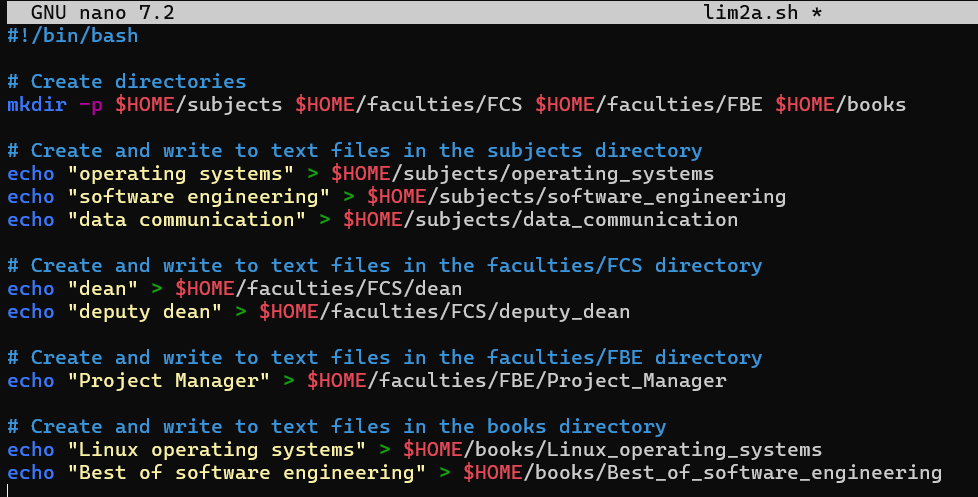 GNU nano 7.2 lim2a.sh *
#!/bin/bash
# Create directories
mkdir -p $HOME/subjects $HOME/faculties/FCS $HOME/faculties/FBE $HOME/books
# Create and write to text files in the subjects directory
echo "operating systems" > $HOME/subjects/operating_systems
echo "software engineering" > $HOME/subjects/software_engineering
echo "data communication" > $HOME/subjects/data_communication
# Create and write to text files in the faculties/FCS directory
echo "dean" > $HOME/faculties/FCS/dean
echo "deputy dean" > $HOME/faculties/FCS/deputy_dean
# Create and write to text files in the faculties/FBE directory
echo "Project Manager" > $HOME/faculties/FBE/Project_Manager
# Create and write to text files in the books directory
echo "Linux operating systems" > $HOME/books/Linux_operating_systems
echo "Best of software engineering" > $HOME/books/Best_of_software_engineering